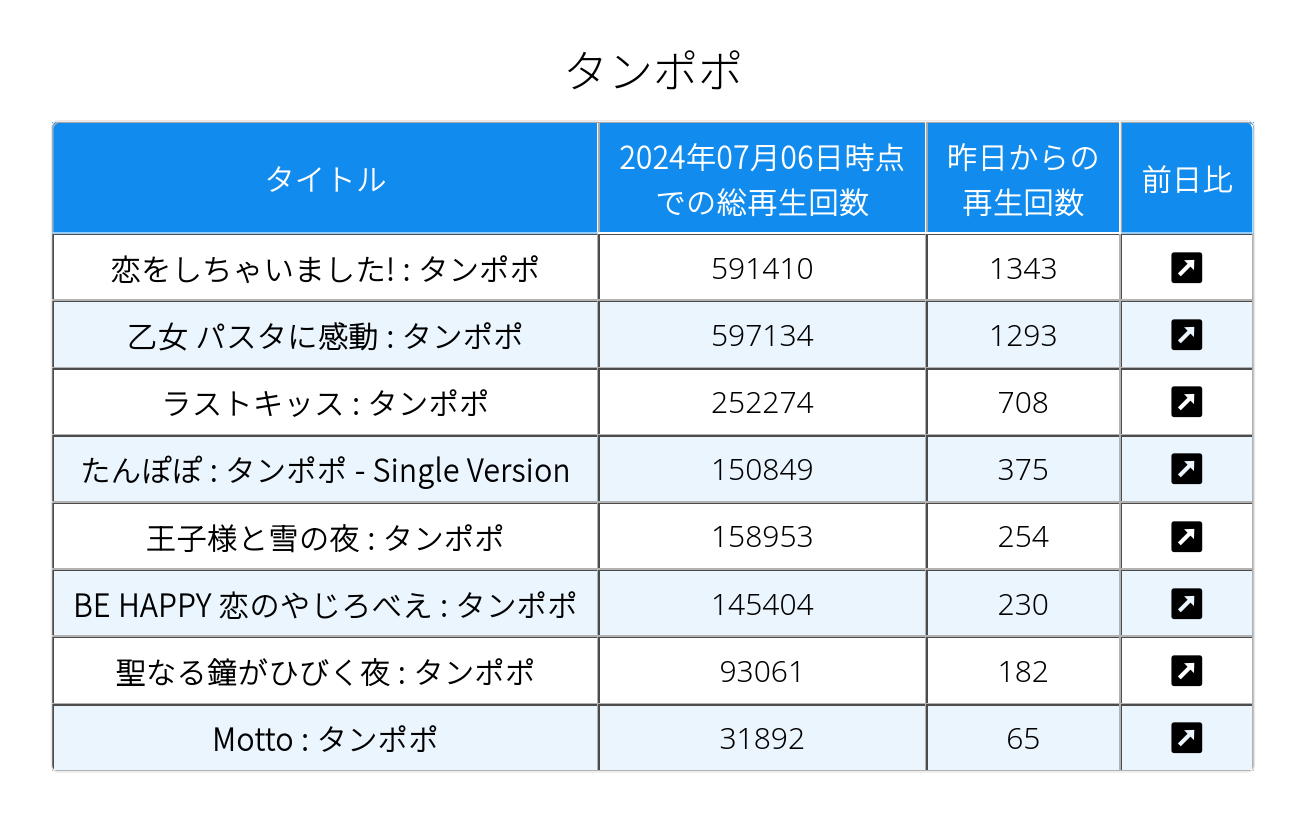 タンポポ
タイトル 2024年07月06日時点での総再生回数 昨日からの再生回数 前日比
恋をしちゃいました! : タンポポ 591410 1343
乙女 パスタに感動 : タンポポ 597134 1293
ラストキッス : タンポポ 252274 708
たんぽぽ : タンポポ - Single Version 150849 375
王子様と雪の夜 : タンポポ 158953 254
BE HAPPY 恋のやじろべえ : タンポポ 145404 230
聖なる鐘がひびく夜 : タンポポ 93061 182
Motto : タンポポ 31892 65